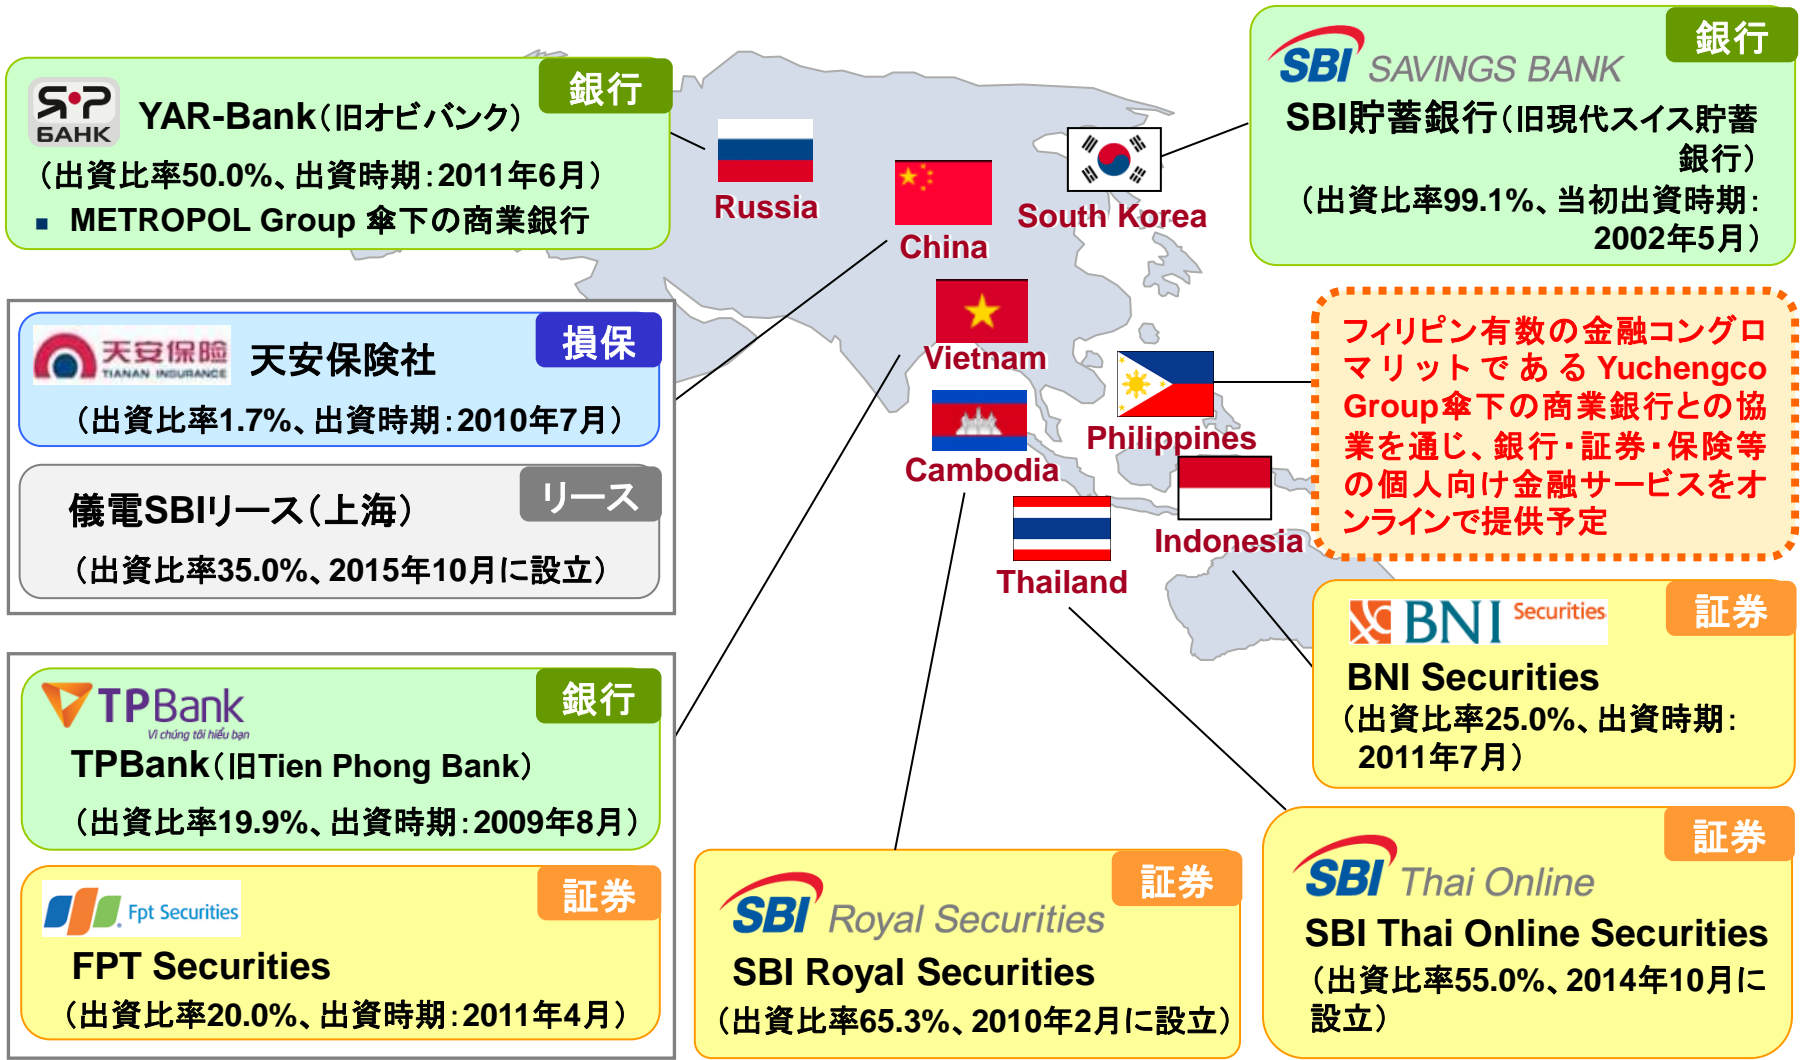 銀行
ЯР
БАНК
YAR-Bank(旧オビバンク)
(出資比率50.0%、出資時期:2011年6月)
▪ METROPOL Group 傘下の商業銀行
Russia
China
South Korea
Vietnam
Cambodia
Philippines
Indonesia
Thailand
銀行
SBI SAVINGS BANK
SBI貯蓄銀行(旧現代スイス貯蓄
銀行)
(出資比率99.1%、当初出資時期:
2002年5月)
損保
天安保險
TIANAN INSURANCE
天安保険社
(出資比率1.7%、出資時期:2010年7月)
リース
儀電SBIリース(上海)
(出資比率35.0%、2015年10月に設立)
フィリピン有数の金融コングロ
マリットであるYuchengco
Group傘下の商業銀行との協
業を通じ、銀行・証券・保険等
の個人向け金融サービスをオ
ンラインで提供予定
証券
BNI Securities
BNI Securities
(出資比率25.0%、出資時期:
2011年7月)
銀行
TPBank
Vì chúng tôi hiểu bạn
TPBank(旧Tien Phong Bank)
(出資比率19.9%、出資時期:2009年8月)
証券
Fpt Securities
FPT Securities
(出資比率20.0%、出資時期:2011年4月)
証券
SBI Royal Securities
SBI Royal Securities
(出資比率65.3%、2010年2月に設立)
証券
SBI Thai Online
SBI Thai Online Securities
(出資比率55.0%、2014年10月に
設立)